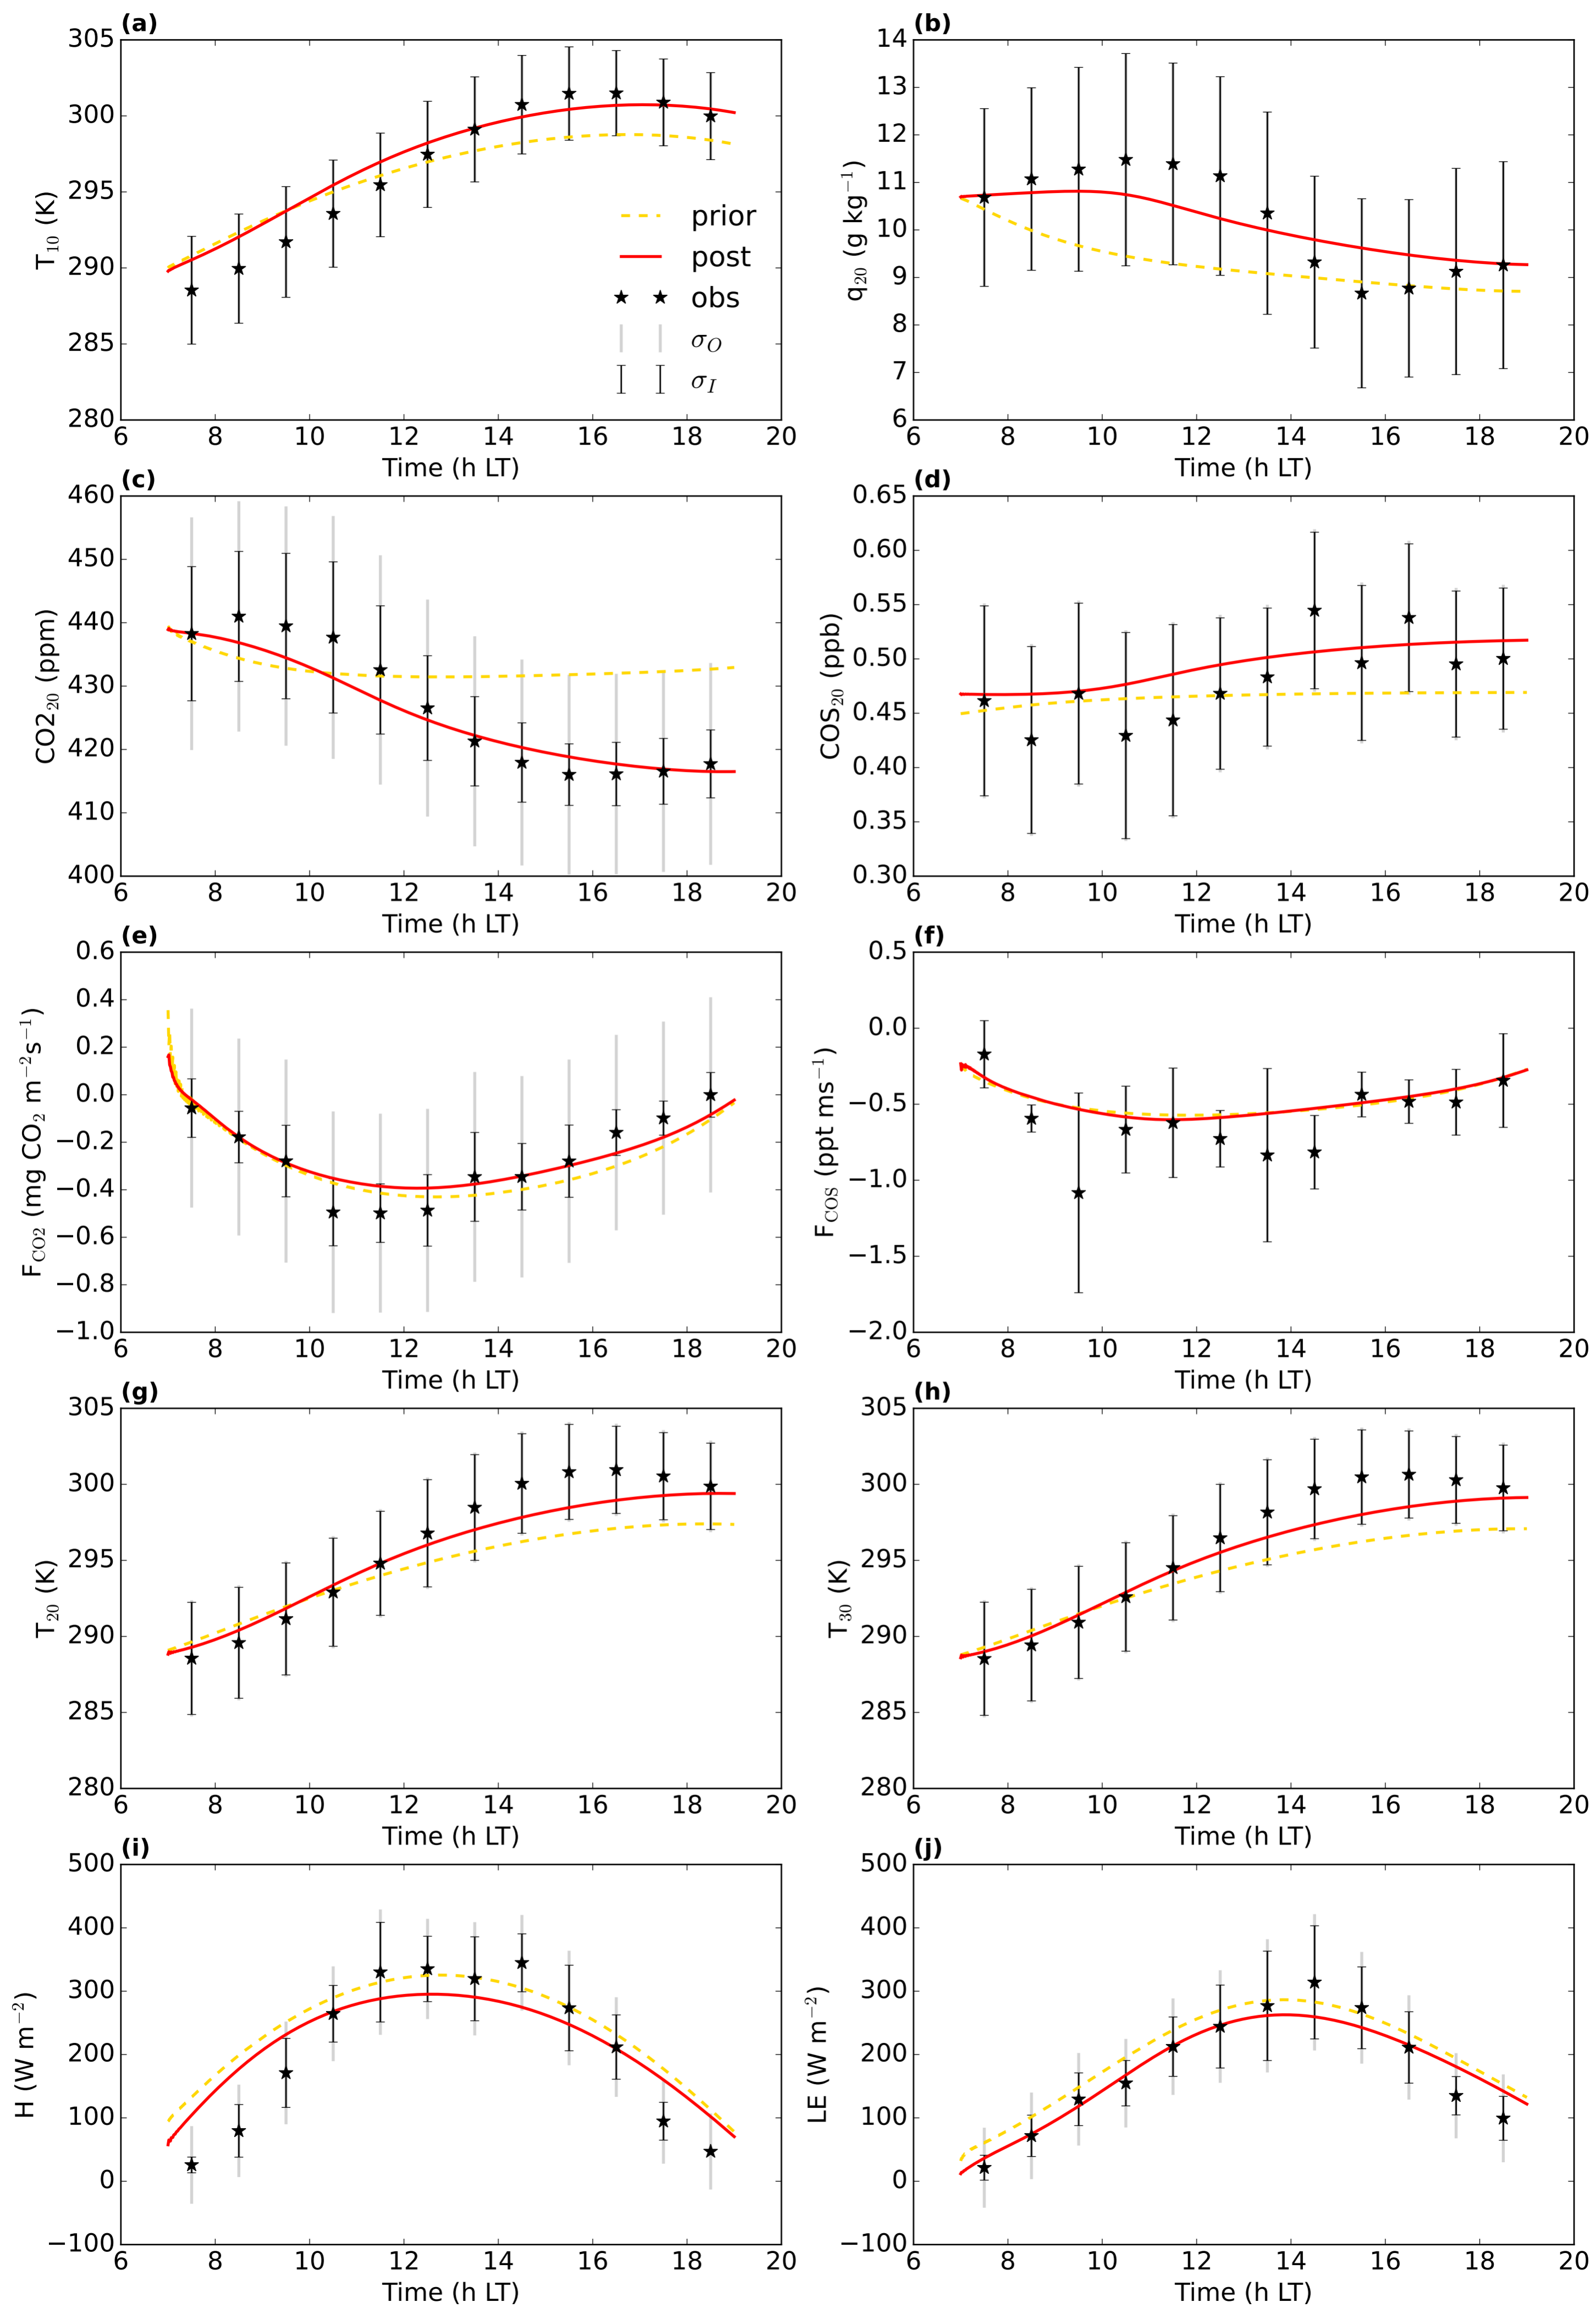 (a)
305
300
295
290
285
280
T₁₀ (K)
prior
post
obs
σ_O
σ_I
6 8 10 12 14 16 18 20
Time (h LT)
(b)
14
13
12
11
10
9
8
7
6
q₂₀ (g kg⁻¹)
6 8 10 12 14 16 18 20
Time (h LT)
(c)
460
450
440
430
420
410
400
CO2₂₀ (ppm)
6 8 10 12 14 16 18 20
Time (h LT)
(d)
0.65
0.60
0.55
0.50
0.45
0.40
0.35
0.30
COS₂₀ (ppb)
6 8 10 12 14 16 18 20
Time (h LT)
(e)
0.6
0.4
0.2
0.0
−0.2
−0.4
−0.6
−0.8
−1.0
F_CO2 (mg CO₂ m⁻²s⁻¹)
6 8 10 12 14 16 18 20
Time (h LT)
(f)
0.5
0.0
−0.5
−1.0
−1.5
−2.0
F_COS (ppt ms⁻¹)
6 8 10 12 14 16 18 20
Time (h LT)
(g)
305
300
295
290
285
280
T₂₀ (K)
6 8 10 12 14 16 18 20
Time (h LT)
(h)
305
300
295
290
285
280
T₃₀ (K)
6 8 10 12 14 16 18 20
Time (h LT)
(i)
500
400
300
200
100
0
−100
H (W m⁻²)
6 8 10 12 14 16 18 20
Time (h LT)
(j)
500
400
300
200
100
0
−100
LE (W m⁻²)
6 8 10 12 14 16 18 20
Time (h LT)